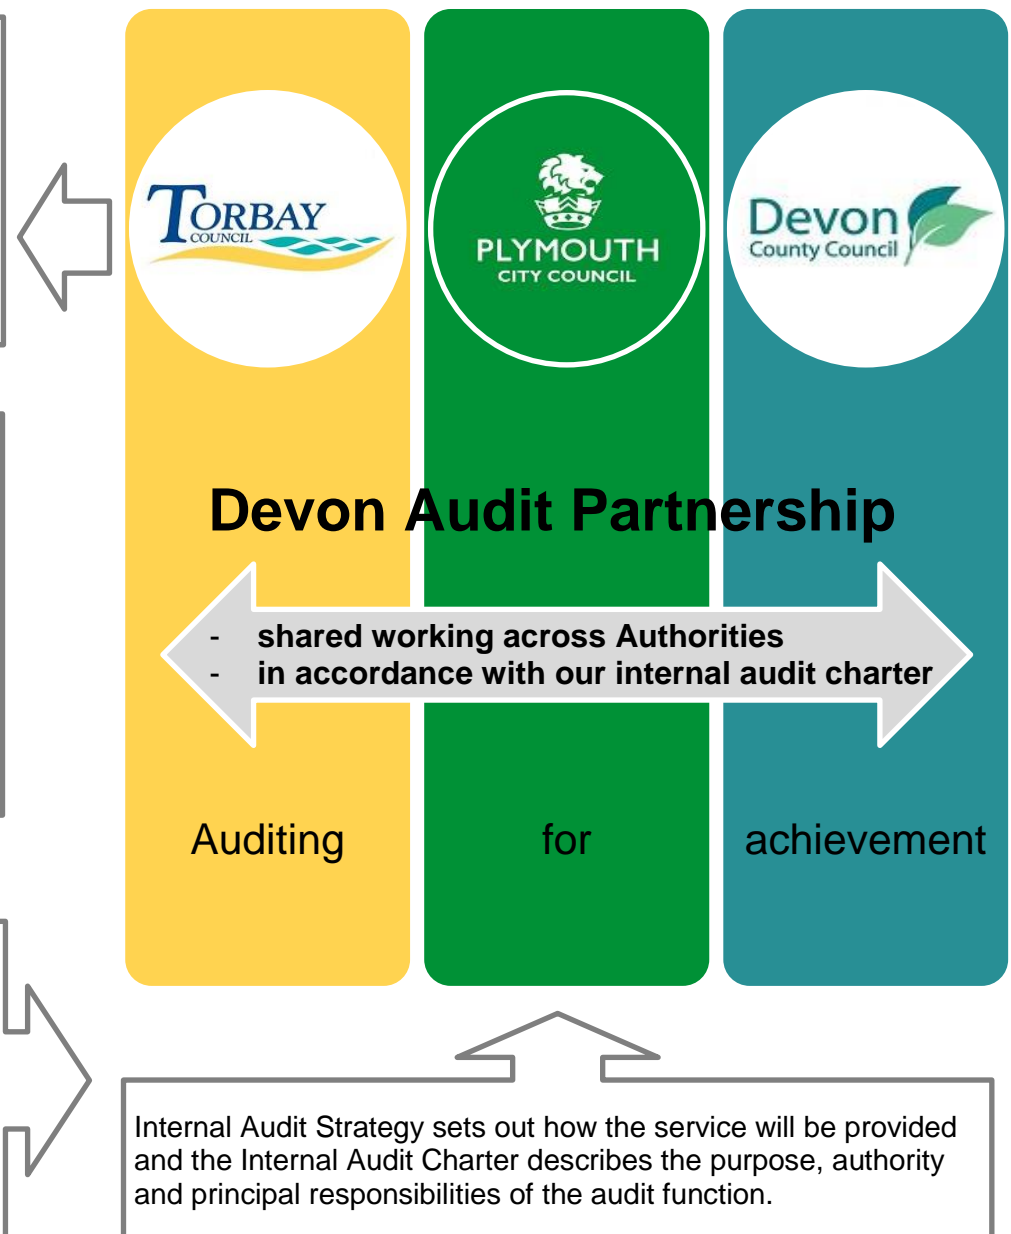 TORBAY
COUNCIL
PLYMOUTH
CITY COUNCIL
Devon
County Council
Devon Audit Partnership
- shared working across Authorities
- in accordance with our internal audit charter
Auditing for achievement
Internal Audit Strategy sets out how the service will be provided
and the Internal Audit Charter describes the purpose, authority
and principal responsibilities of the audit function.